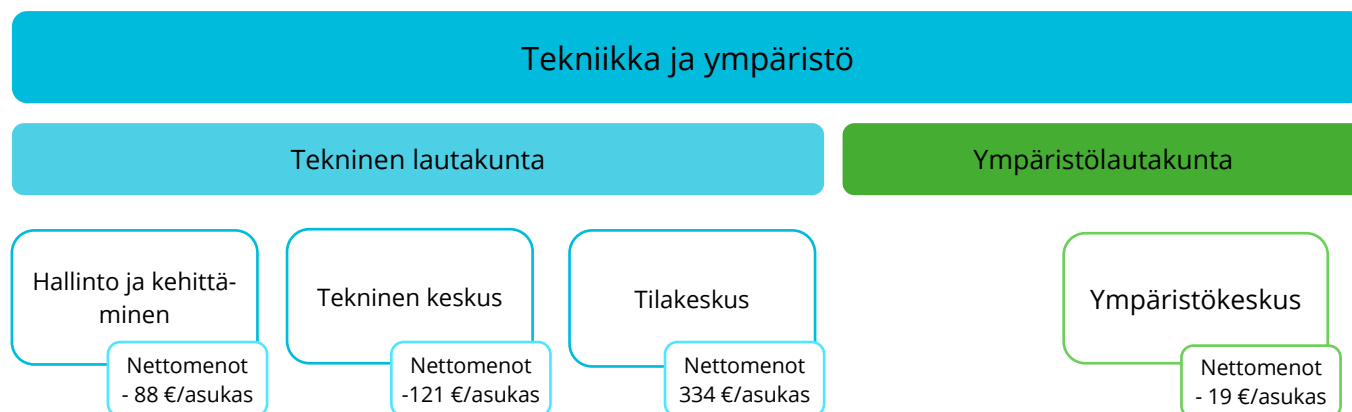 Tekniikka ja ympäristö
Tekninen lautakunta
Ympäristölautakunta
Hallinto ja kehittä-
minen
Nettomenot
- 88 €/asukas
Tekninen keskus
Nettomenot
-121 €/asukas
Tilakeskus
Nettomenot
334 €/asukas
Ympäristökeskus
Nettomenot
- 19 €/asukas